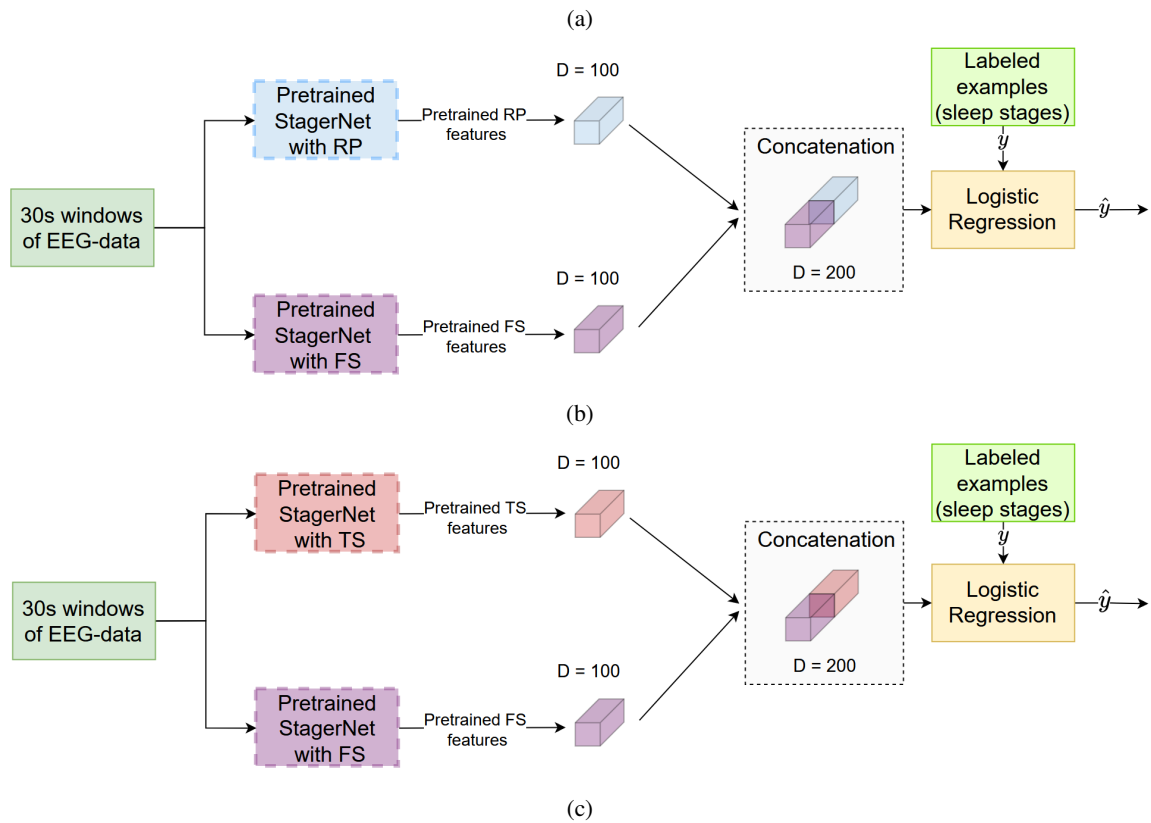 (a)
D = 100
Pretrained
StagerNet
with RP
Pretrained RP
features
Labeled
examples
(sleep stages)
y
Concatenation
D = 200
Logistic
Regression
ŷ
30s windows
of EEG-data
D = 100
Pretrained
StagerNet
with FS
Pretrained FS
features
(b)
D = 100
Pretrained
StagerNet
with TS
Pretrained TS
features
Labeled
examples
(sleep stages)
y
Concatenation
D = 200
Logistic
Regression
ŷ
30s windows
of EEG-data
D = 100
Pretrained
StagerNet
with FS
Pretrained FS
features
(c)